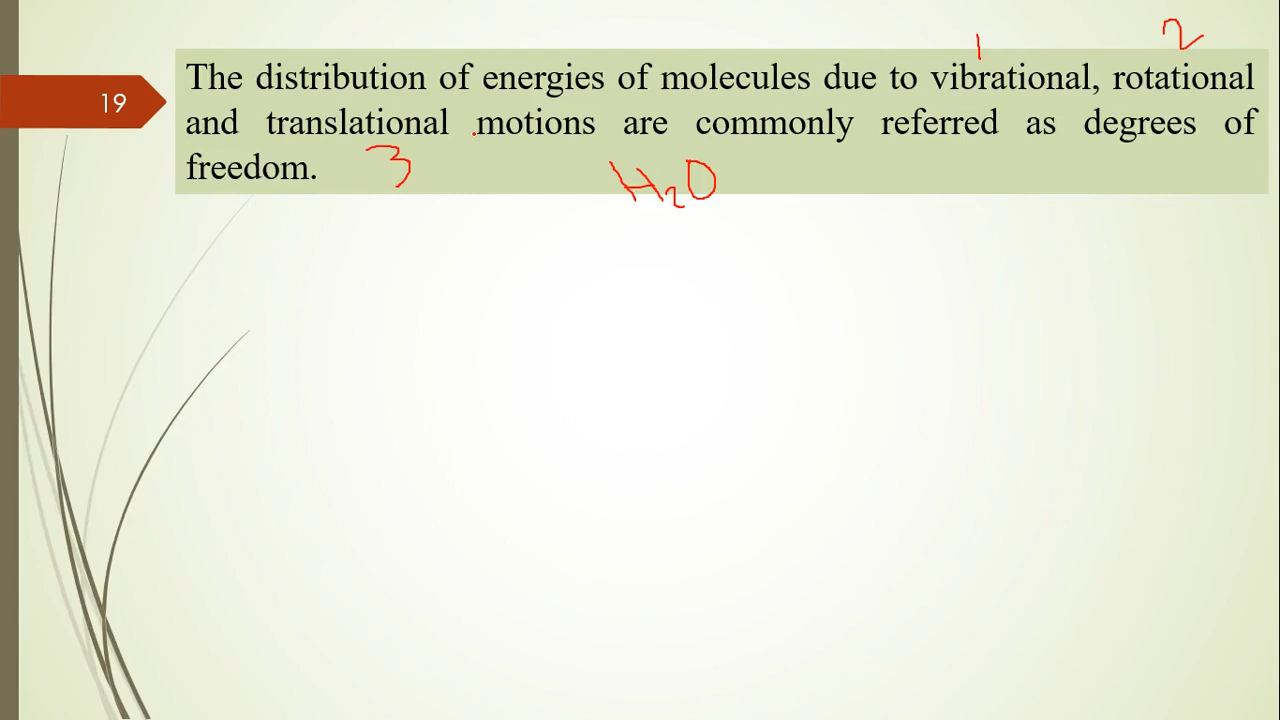 1 2
19
The distribution of energies of molecules due to vibrational, rotational
and translational motions are commonly referred as degrees of
freedom.
3 H₂O